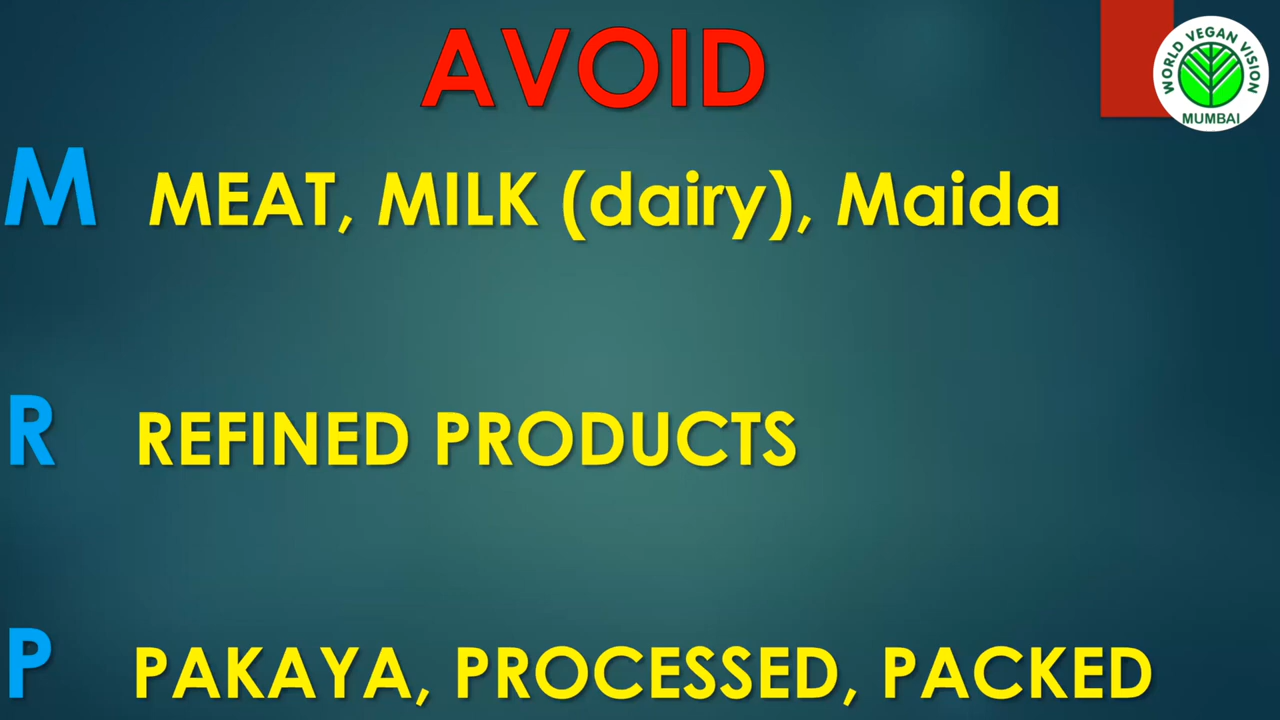 AVOID
WORLD VEGAN VISION
MUMBAI
M MEAT, MILK (dairy), Maida
R REFINED PRODUCTS
P PAKAYA, PROCESSED, PACKED